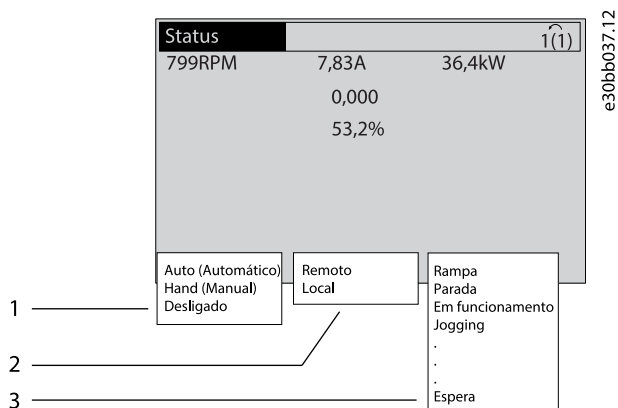 Status 1(1)
799RPM 7,83A 36,4kW
0,000
53,2%
Auto (Automático)
Hand (Manual)
Desligado
Remoto
Local
Rampa
Parada
Em funcionamento
Jogging
.
.
.
Espera
1
2
3
e30bb037.12